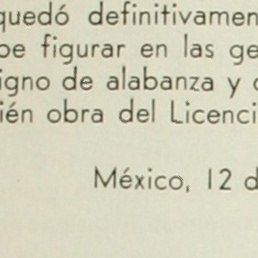 quedó definitivamen
be figurar en las ge
igno de alabanza y
ién obra del Licenci
México, 12 d